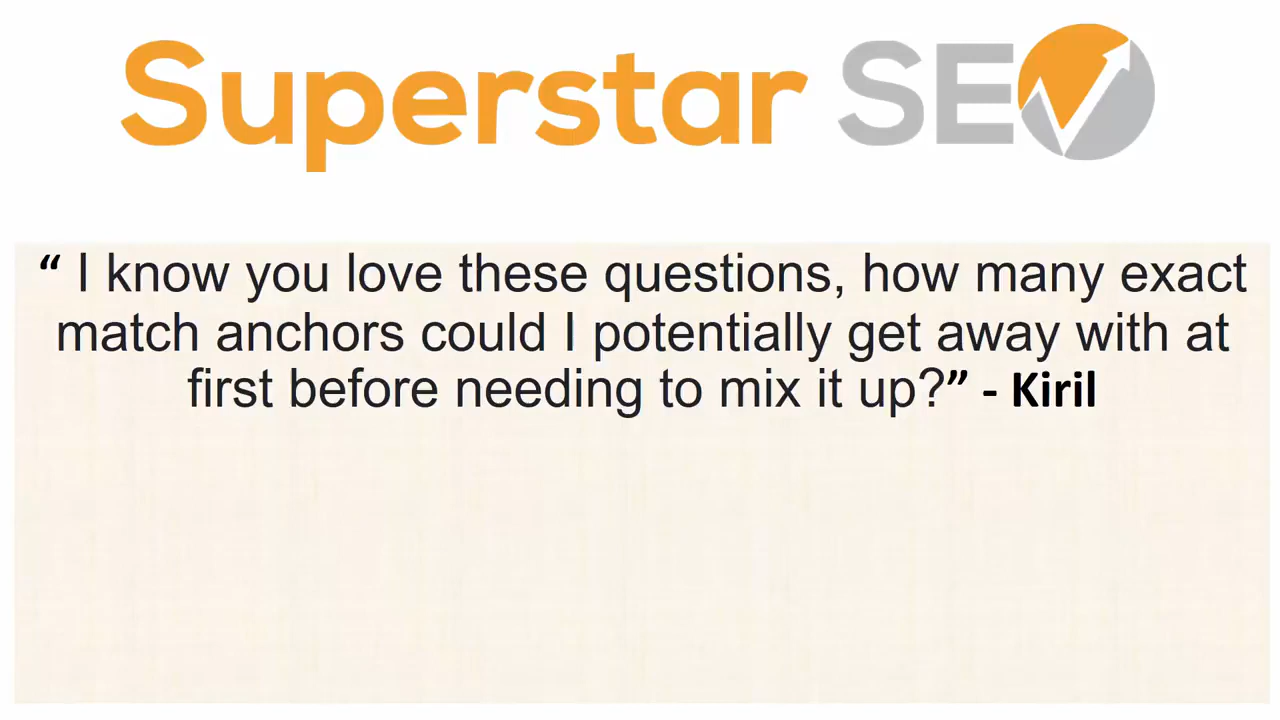 Superstar SEO
“ I know you love these questions, how many exact
match anchors could I potentially get away with at
first before needing to mix it up?” - Kiril